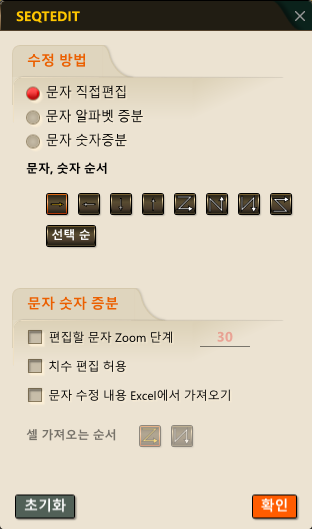 SEQTEDIT
수정 방법
문자 직접편집
문자 알파벳 증분
문자 숫자증분
문자, 숫자 순서
선택 순
문자 숫자 증분
편집할 문자 Zoom 단계 30
치수 편집 허용
문자 수정 내용 Excel에서 가져오기
셀 가져오는 순서
초기화 확인